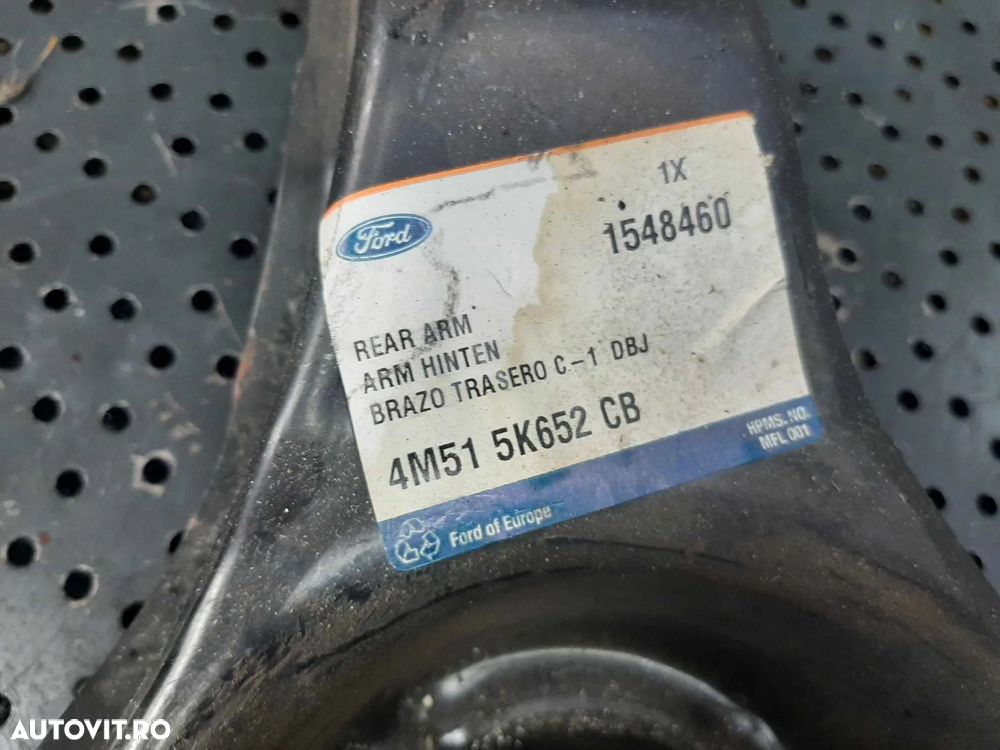 1X
1548460
Ford
REAR ARM
ARM HINTEN
BRAZO TRASERO C-1 DBJ
4M51 5K652 CB
HPMS. NO.
MFL 001
Ford of Europe
AUTOVIT.RO